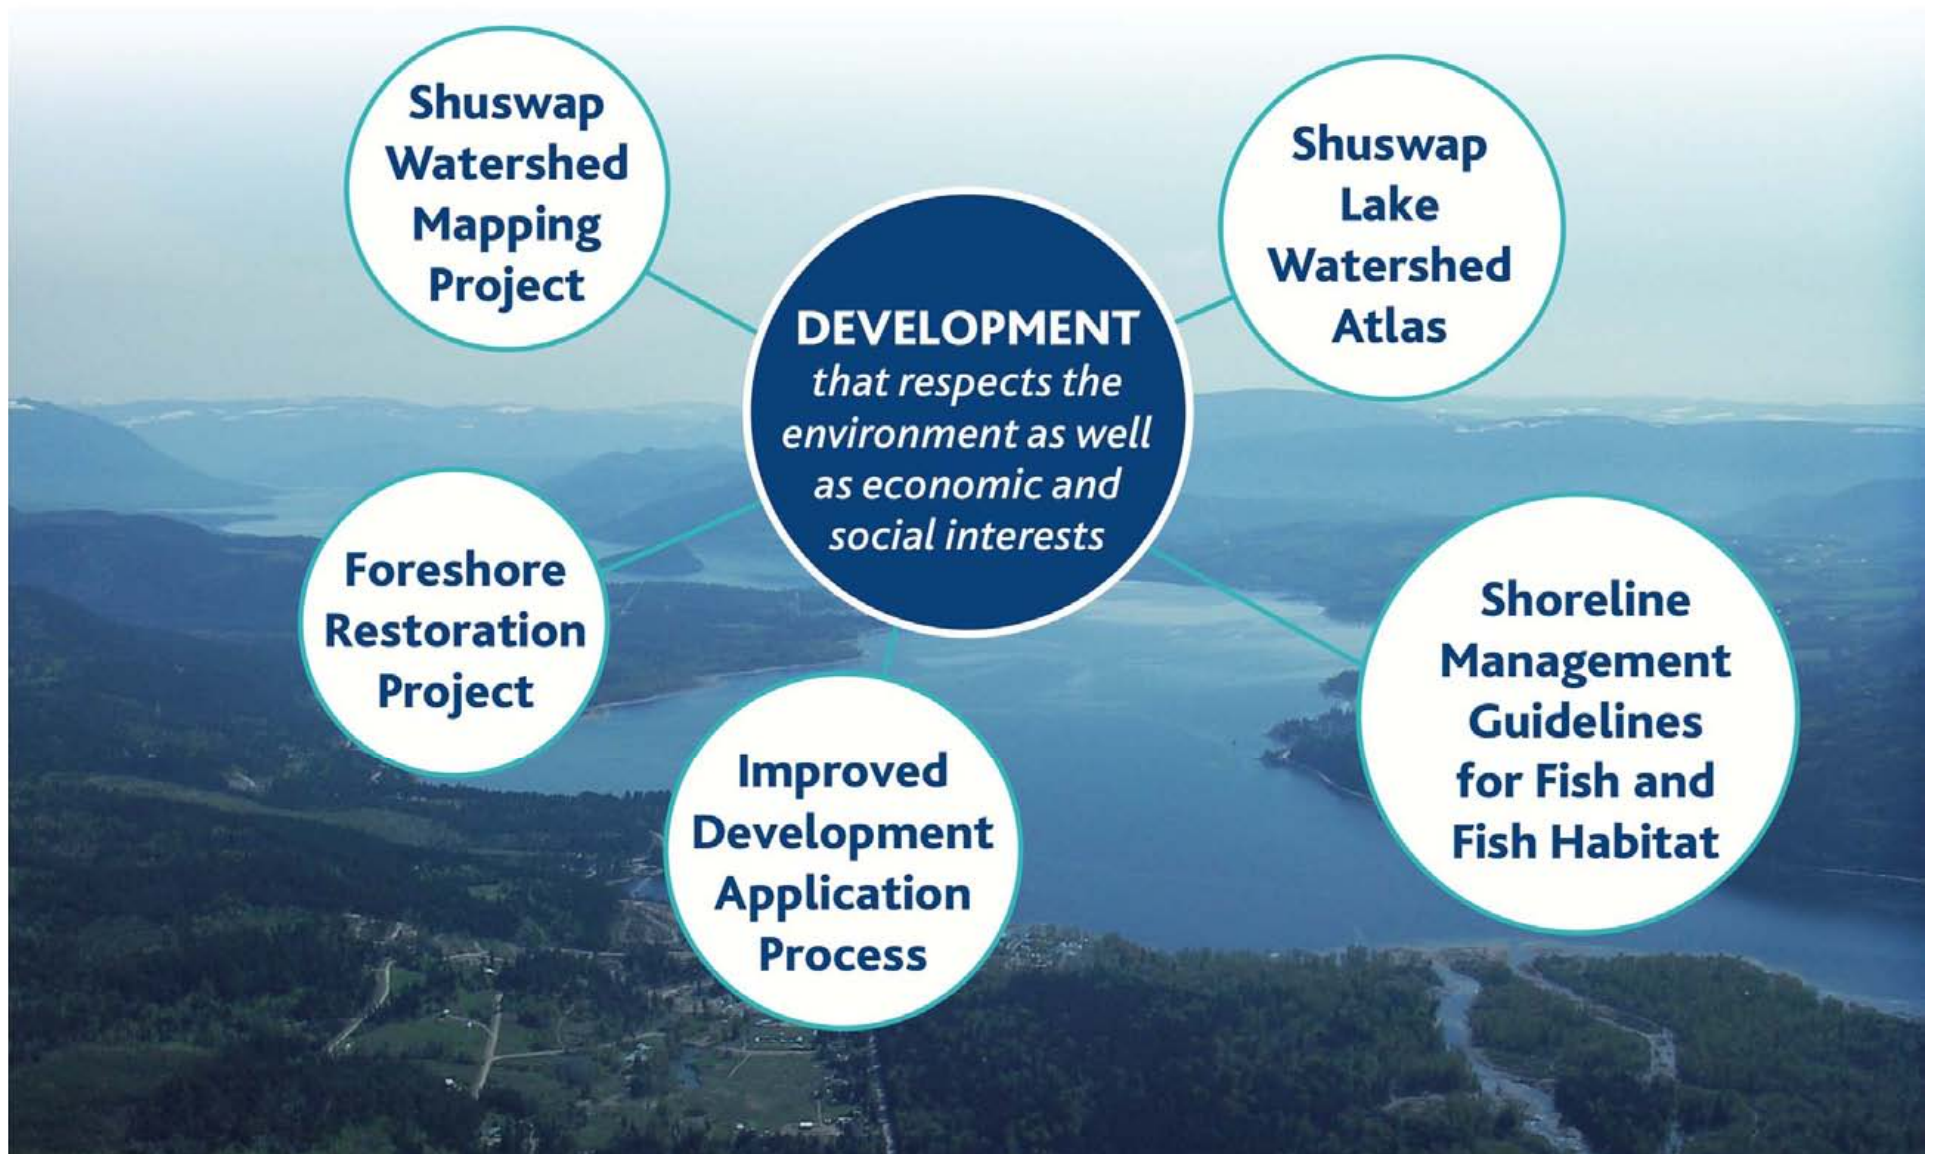 Shuswap
Watershed
Mapping
Project
Shuswap
Lake
Watershed
Atlas
DEVELOPMENT
that respects the
environment as well
as economic and
social interests
Foreshore
Restoration
Project
Improved
Development
Application
Process
Shoreline
Management
Guidelines
for Fish and
Fish Habitat